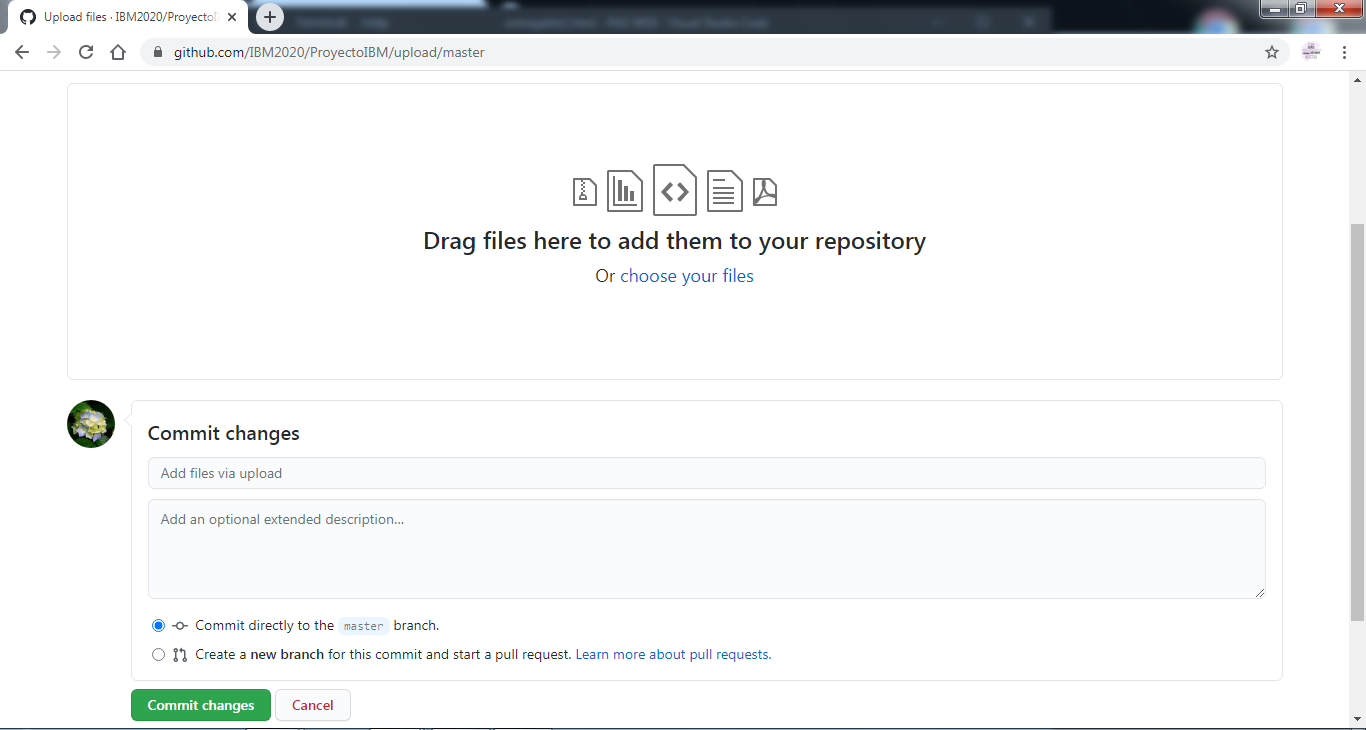 Upload files · IBM2020/ProyectoI
github.com/IBM2020/ProyectoIBM/upload/master
Drag files here to add them to your repository
Or choose your files
Commit changes
Add files via upload
Add an optional extended description...
Commit directly to the master branch.
Create a new branch for this commit and start a pull request. Learn more about pull requests.
Commit changes
Cancel